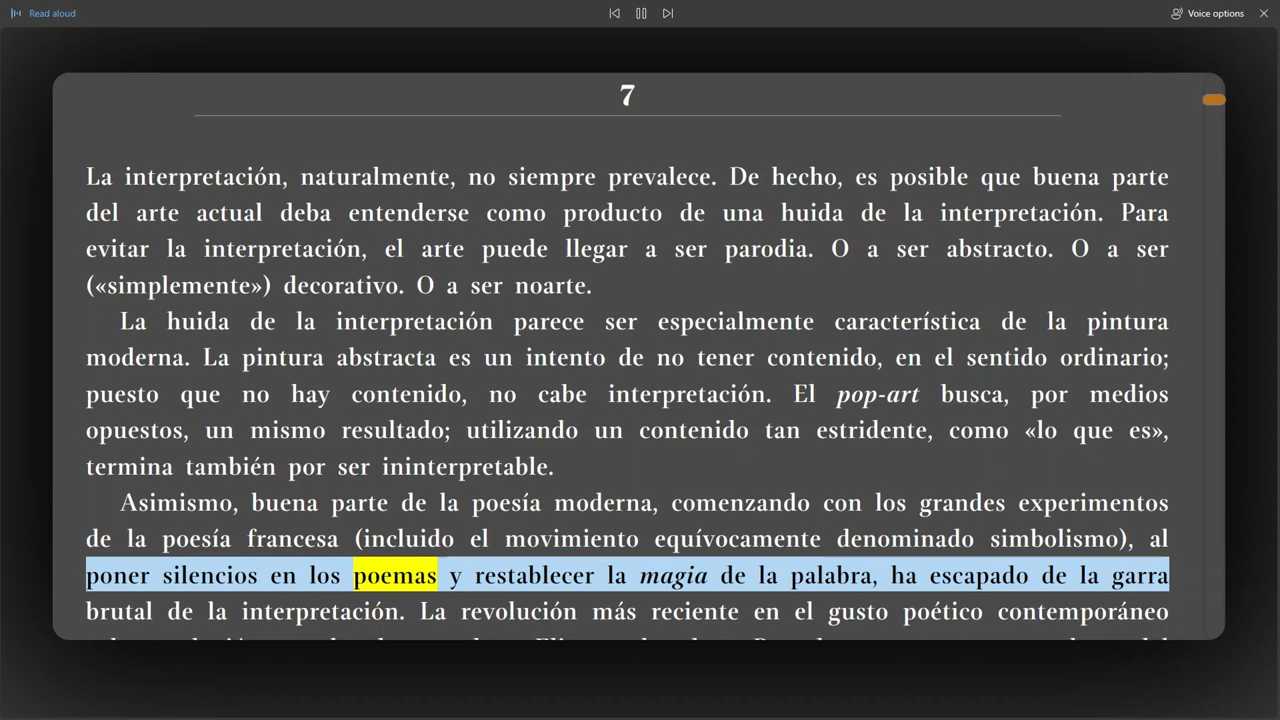 Read aloud
Voice options
7
La interpretación, naturalmente, no siempre prevalece. De hecho, es posible que buena parte
del arte actual deba entenderse como producto de una huida de la interpretación. Para
evitar la interpretación, el arte puede llegar a ser parodia. O a ser abstracto. O a ser
(«simplemente») decorativo. O a ser noarte.
La huida de la interpretación parece ser especialmente característica de la pintura
moderna. La pintura abstracta es un intento de no tener contenido, en el sentido ordinario;
puesto que no hay contenido, no cabe interpretación. El pop-art busca, por medios
opuestos, un mismo resultado; utilizando un contenido tan estridente, como «lo que es»,
termina también por ser ininterpretable.
Asimismo, buena parte de la poesía moderna, comenzando con los grandes experimentos
de la poesía francesa (incluido el movimiento equívocamente denominado simbolismo), al
poner silencios en los poemas y restablecer la magia de la palabra, ha escapado de la garra
brutal de la interpretación. La revolución más reciente en el gusto poético contemporáneo